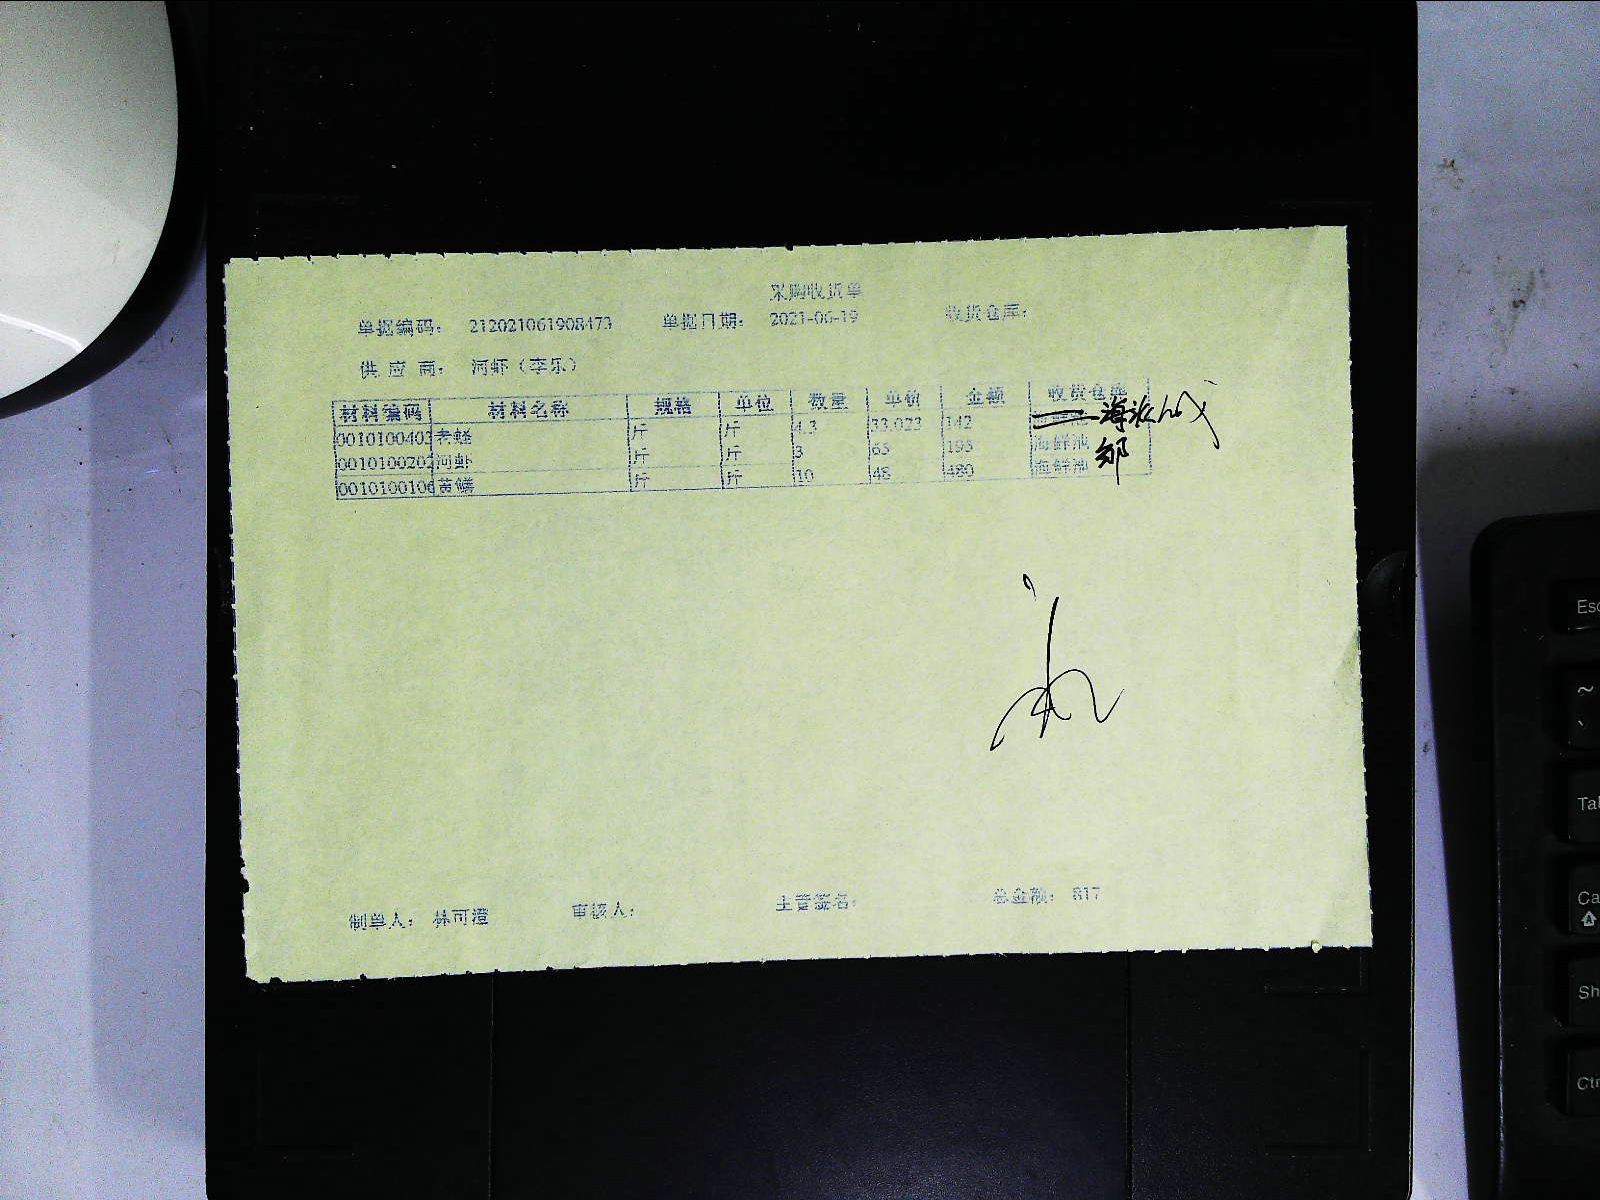 采购收货单
单据编码： 212021061908473 单据日期： 2021-06-19 收货仓库：
供 应 商： 河虾（李乐）
材料编码 材料名称 规格 单位 数量 单价 金额 收货仓库
0010100403 老蛏 斤 斤 4.3 33.023 142
0010100202 河虾 斤 斤 3 65 195 海鲜池
0010100106 黄鳝 斤 斤 10 48 480 海鲜池
制单人： 林可澄 审核人： 主管签名： 总金额： 817
Esc
~
Tab
Ca
Sh
Ctr